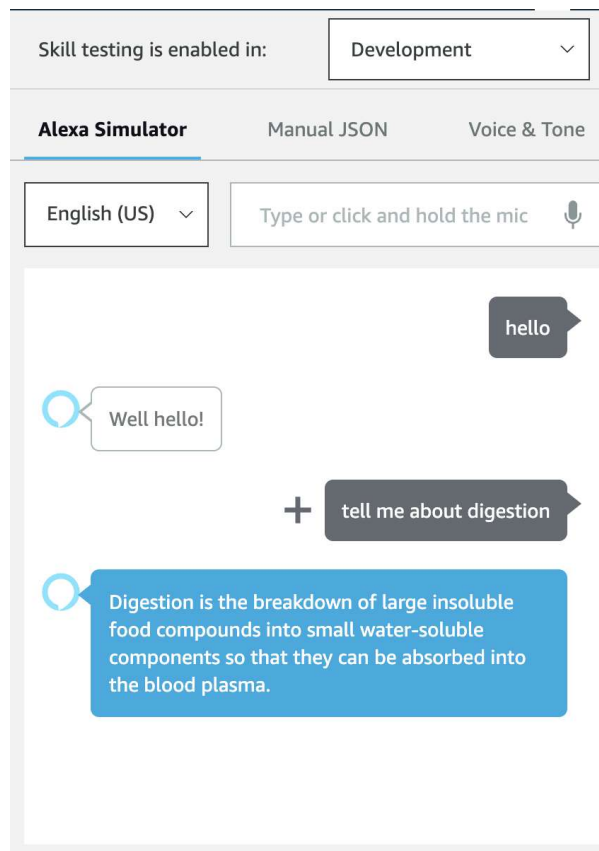 Skill testing is enabled in:
Development
Alexa Simulator
Manual JSON
Voice & Tone
English (US)
Type or click and hold the mic
hello
Well hello!
tell me about digestion
Digestion is the breakdown of large insoluble
food compounds into small water-soluble
components so that they can be absorbed into
the blood plasma.